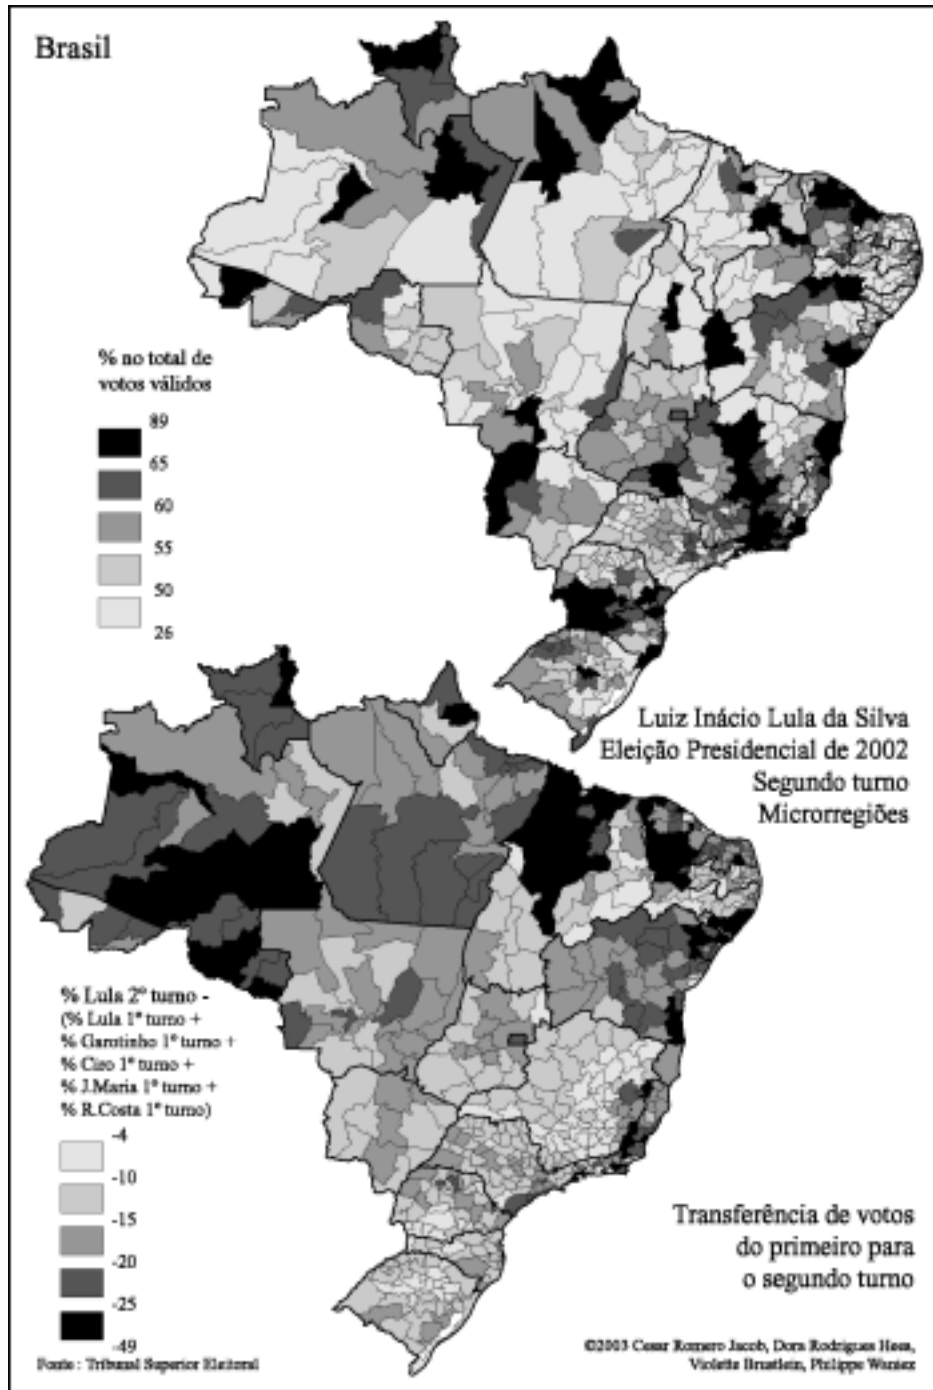 Brasil
% no total de
votos válidos
89
65
60
55
50
26
Luiz Inácio Lula da Silva
Eleição Presidencial de 2002
Segundo turno
Microrregiões
% Lula 2º turno -
(% Lula 1º turno +
% Garotinho 1º turno +
% Ciro 1º turno +
% J.Maria 1º turno +
% R.Costa 1º turno)
-4
-10
-15
-20
-25
-49
Transferência de votos
do primeiro para
o segundo turno
Fonte : Tribunal Superior Eleitoral
©2003 Cesar Romero Jacob, Dora Rodrigues Hees,
Violette Brustlein, Philippe Waniez